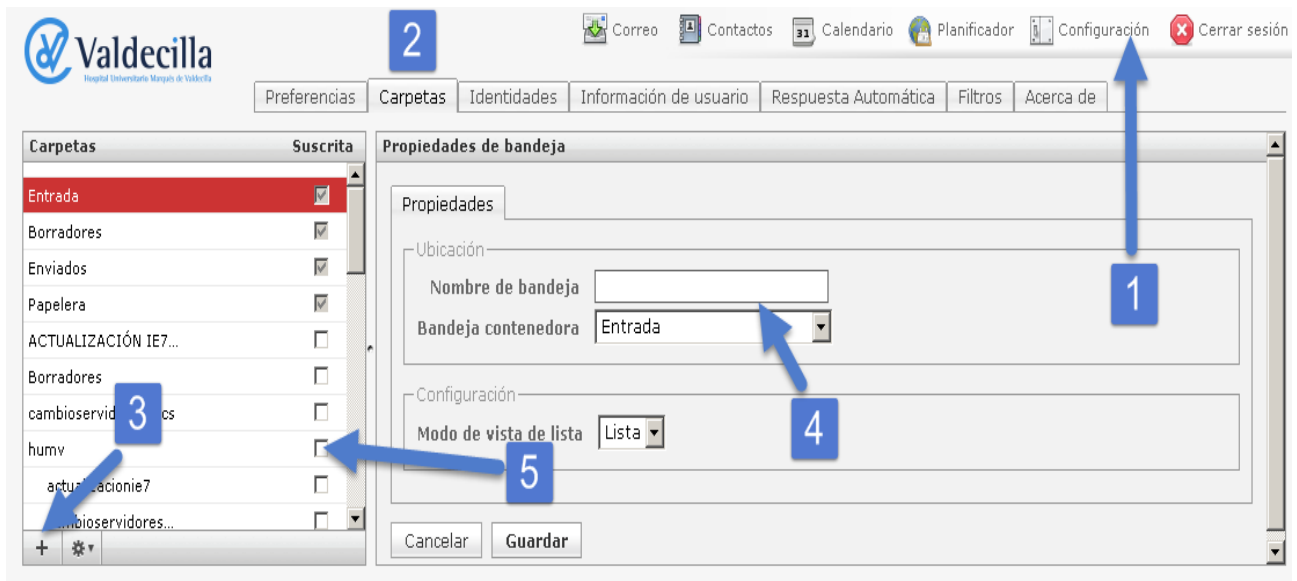 Valdecilla
Hospital Universitario Marqués de Valdecilla
2
Correo Contactos 31 Calendario Planificador Configuración Cerrar sesión
Preferencias Carpetas Identidades Información de usuario Respuesta Automática Filtros Acerca de
Carpetas Suscrita
Entrada
Borradores
Enviados
Papelera
ACTUALIZACIÓN IE7...
Borradores
humv
3
5
Propiedades de bandeja
Propiedades
Ubicación
Nombre de bandeja
Bandeja contenedora Entrada
1
Configuración
Modo de vista de lista Lista
4
Cancelar Guardar
+